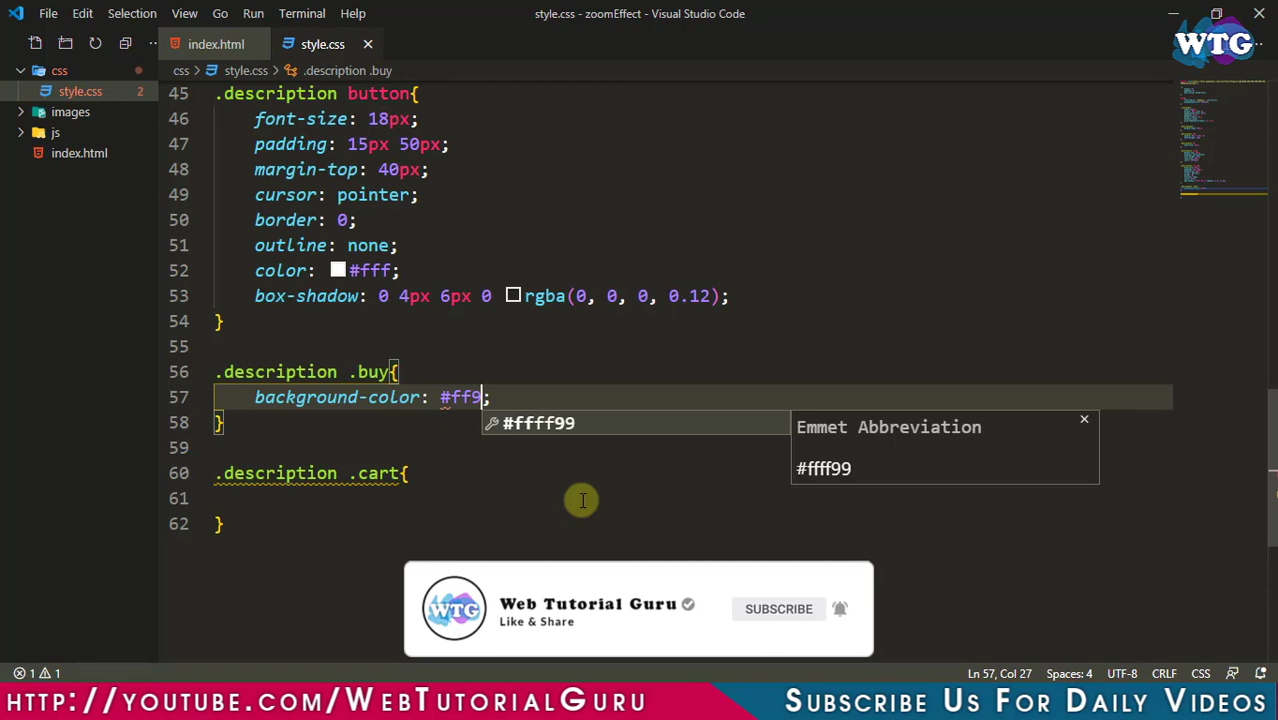 File Edit Selection View Go Run Terminal Help
style.css - zoomEffect - Visual Studio Code
WTG
index.html
style.css
css > style.css > .description .buy
css
style.css 2
images
js
index.html
45 .description button{
46 font-size: 18px;
47 padding: 15px 50px;
48 margin-top: 40px;
49 cursor: pointer;
50 border: 0;
51 outline: none;
52 color: #fff;
53 box-shadow: 0 4px 6px 0 rgba(0, 0, 0, 0.12);
54 }
55
56 .description .buy{
57 background-color: #ff9;
58 }
59
60 .description .cart{
61
62 }
#ffff99
Emmet Abbreviation
#ffff99
WTG
Web Tutorial Guru
Like & Share
SUBSCRIBE
1 1
Ln 57, Col 27 Spaces: 4 UTF-8 CRLF CSS
http://youtube.com/WebTutorialGuru
Subscribe Us For Daily Videos